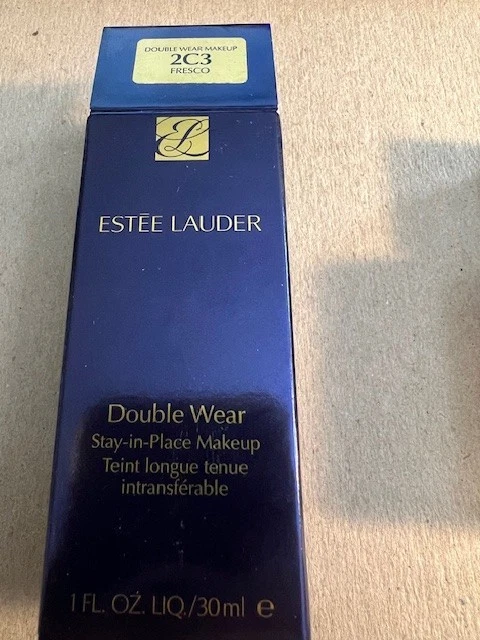 DOUBLE WEAR MAKEUP
2C3
FRESCO
EL
ESTĒE LAUDER
Double Wear
Stay-in-Place Makeup
Teint longue tenue
intransférable
1 FL. OZ. LIQ./30ml e